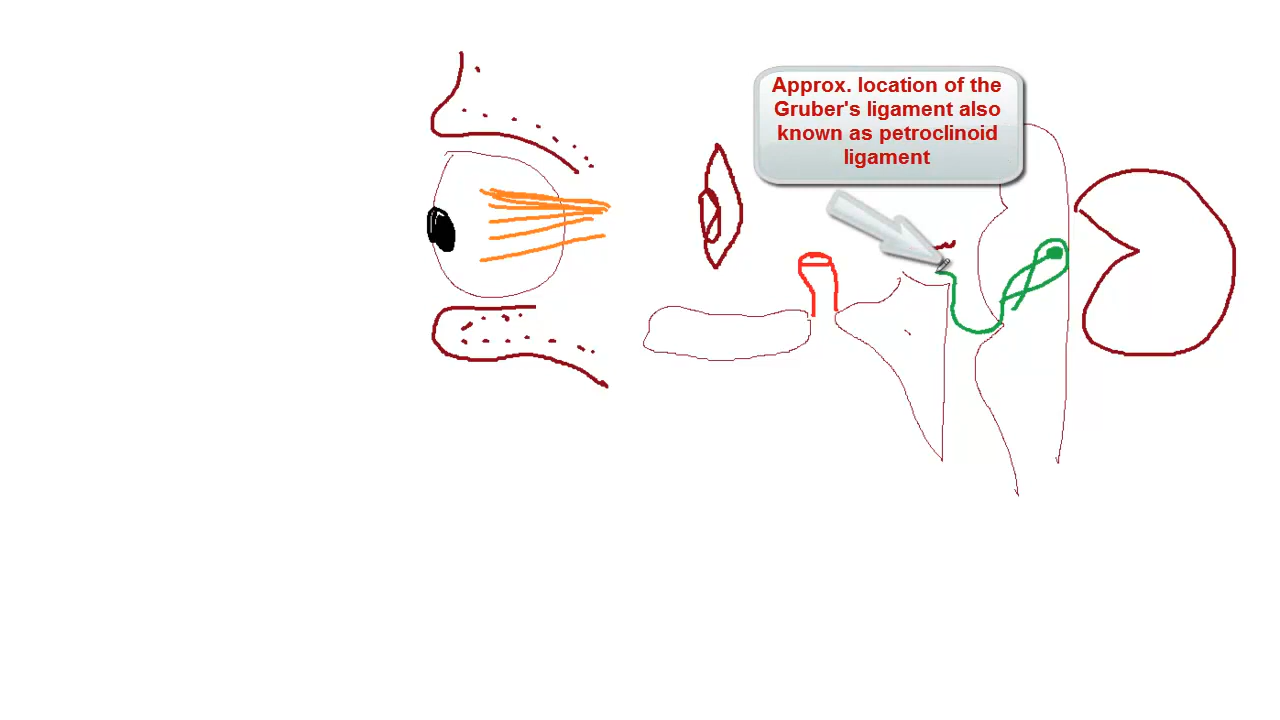 Approx. location of the
Gruber's ligament also
known as petroclinoid
ligament